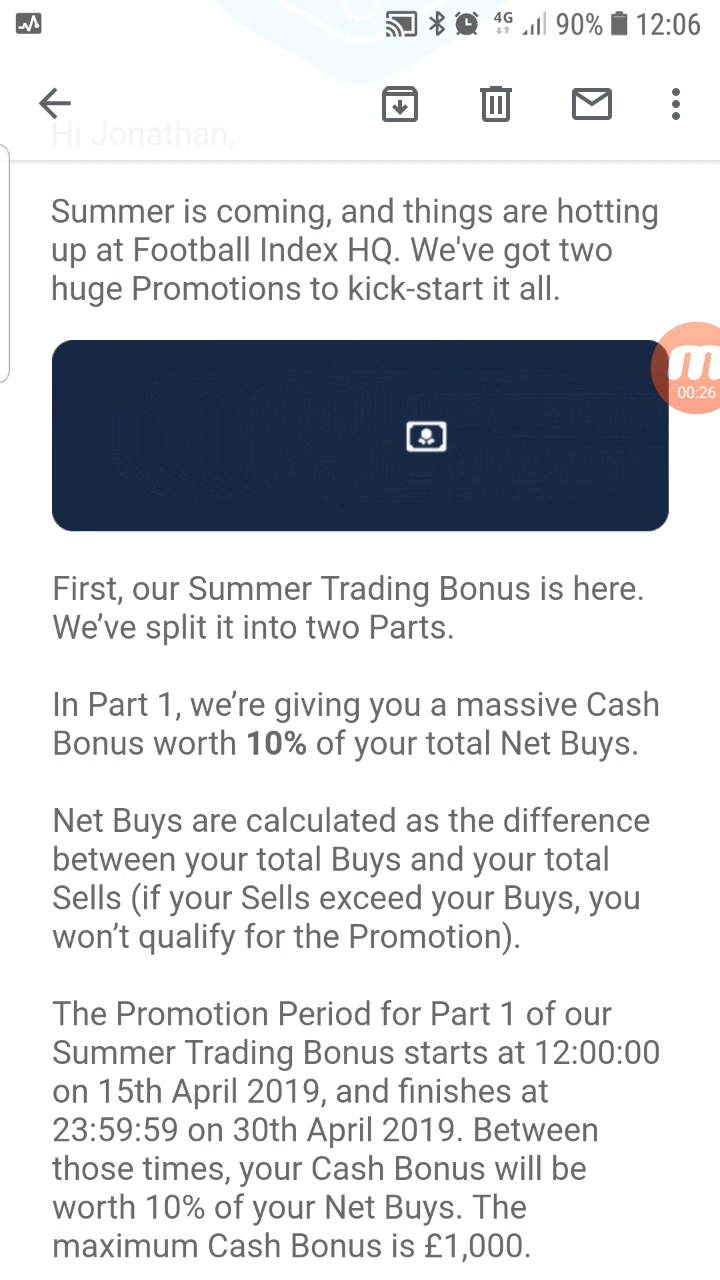 4G 90% 12:06
Hi Jonathan,
Summer is coming, and things are hotting
up at Football Index HQ. We've got two
huge Promotions to kick-start it all.
m
00:26
First, our Summer Trading Bonus is here.
We’ve split it into two Parts.
In Part 1, we’re giving you a massive Cash
Bonus worth 10% of your total Net Buys.
Net Buys are calculated as the difference
between your total Buys and your total
Sells (if your Sells exceed your Buys, you
won’t qualify for the Promotion).
The Promotion Period for Part 1 of our
Summer Trading Bonus starts at 12:00:00
on 15th April 2019, and finishes at
23:59:59 on 30th April 2019. Between
those times, your Cash Bonus will be
worth 10% of your Net Buys. The
maximum Cash Bonus is £1,000.